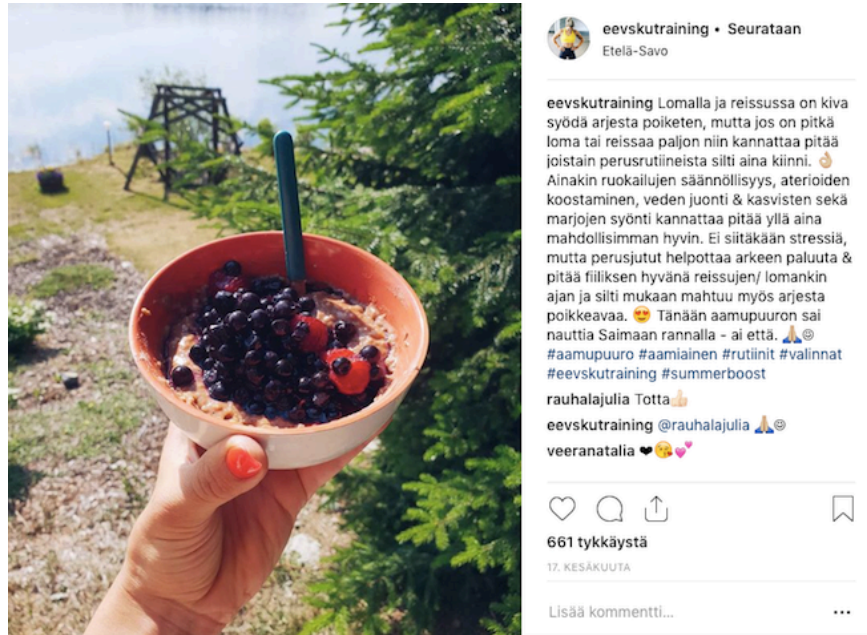 eevskutraining • Seurataan
Etelä-Savo
eevskutraining Lomalla ja reissussa on kiva
syödä arjesta poiketen, mutta jos on pitkä
loma tai reissaa paljon niin kannattaa pitää
joistain perusrutiineista silti aina kiinni. 👌🏼
Ainakin ruokailujen säännöllisyys, aterioiden
koostaminen, veden juonti & kasvisten sekä
marjojen syönti kannattaa pitää yllä aina
mahdollisimman hyvin. Ei siitäkään stressiä,
mutta perusjutut helpottaa arkeen paluuta &
pitää fiiliksen hyvänä reissujen/ lomankin
ajan ja silti mukaan mahtuu myös arjesta
poikkeavaa. 😍 Tänään aamupuuron sai
nauttia Saimaan rannalla - ai että. 🙏🏼☺
#aamupuuro #aamiainen #rutiinit #valinnat
#eevskutraining #summerboost
rauhalajulia Totta👍🏻
eevskutraining @rauhalajulia 🙏🏼☺
veeranatalia ❤😘💕
661 tykkäystä
17. KESÄKUUTA
Lisää kommentti...